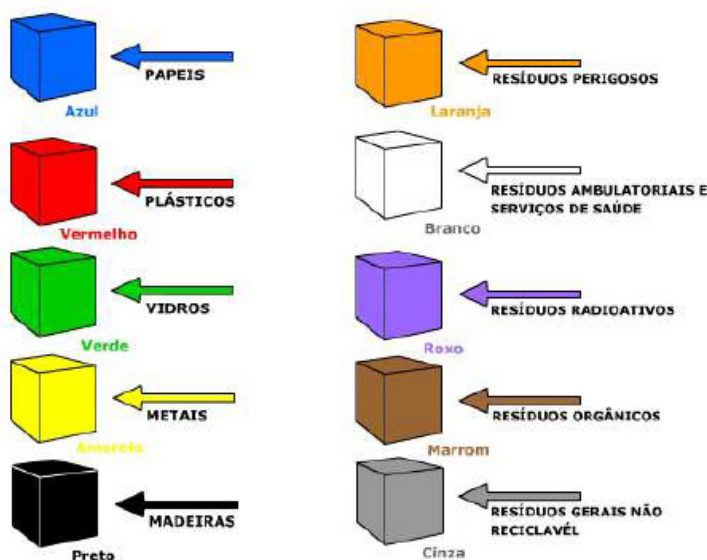 PAPEIS
Azul
PLÁSTICOS
Vermelho
VIDROS
Verde
METAIS
Amarelo
MADEIRAS
Preto
RESÍDUOS PERIGOSOS
Laranja
RESÍDUOS AMBULATORIAIS E
SERVIÇOS DE SAÚDE
Branco
RESÍDUOS RADIOATIVOS
Roxo
RESÍDUOS ORGÂNICOS
Marrom
RESÍDUOS GERAIS NÃO
RECICLAVÉL
Cinza